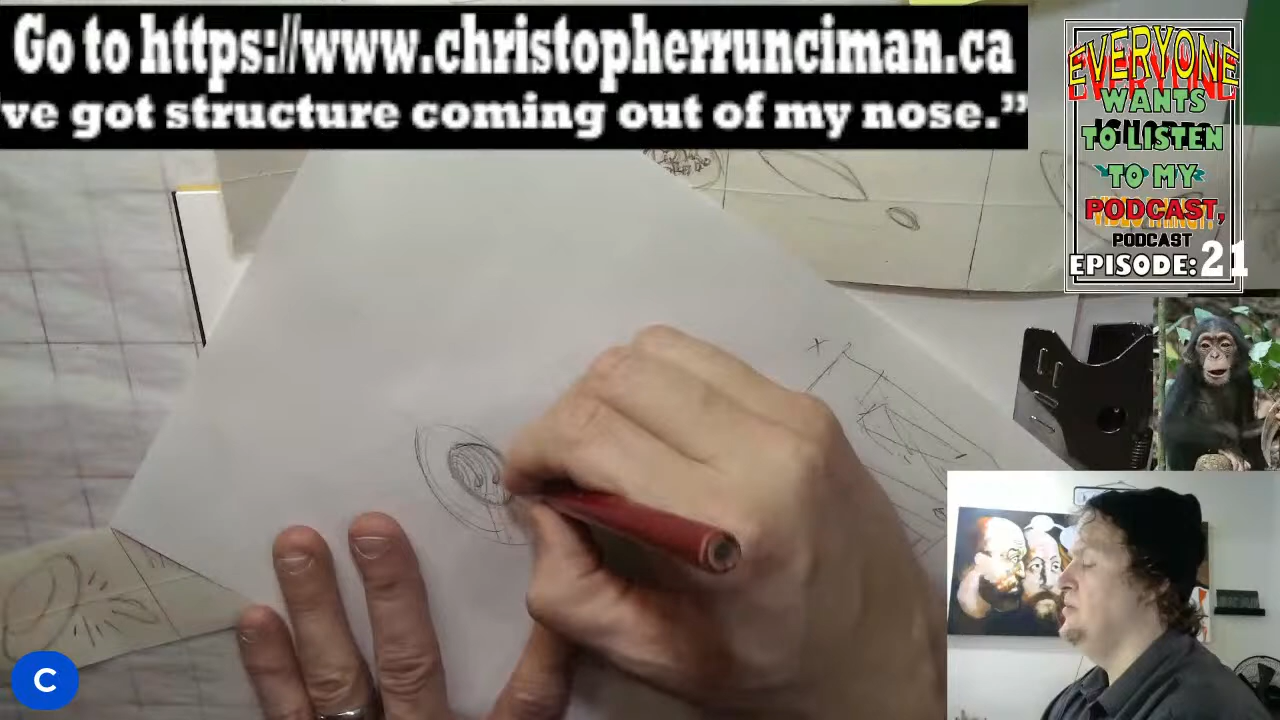 Go to https://www.christopherrunciman.ca
've got structure coming out of my nose.”
EVERYONE
WANTS
TO LISTEN
TO MY
PODCAST,
PODCAST
EPISODE:21
x
C